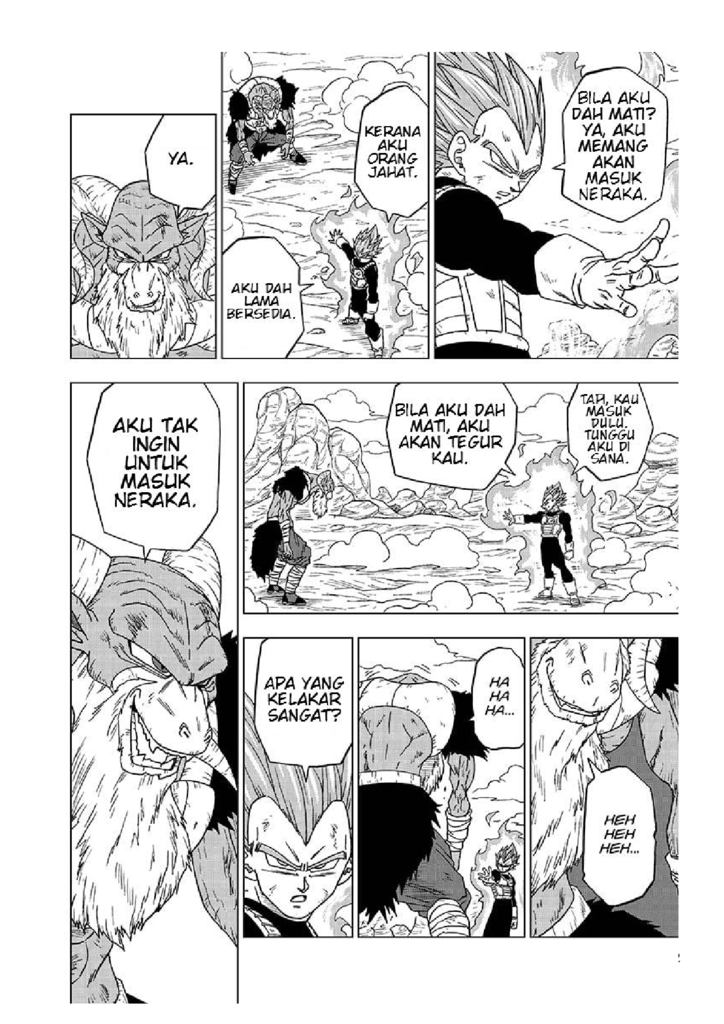 BILA AKU
DAH MATI?
YA, AKU
MEMANG
AKAN
MASUK
NERAKA.
KERANA
AKU
ORANG
JAHAT.
AKU DAH
LAMA
BERSEDIA.
YA.
TAPI, KAU
MASUK
DULU.
TUNGGU
AKU DI
SANA.
BILA AKU DAH
MATI, AKU
AKAN TEGUR
KAU.
AKU TAK
INGIN
UNTUK
MASUK
NERAKA.
HEH
HEH
HEH...
HA
HA
HA...
APA YANG
KELAKAR
SANGAT?